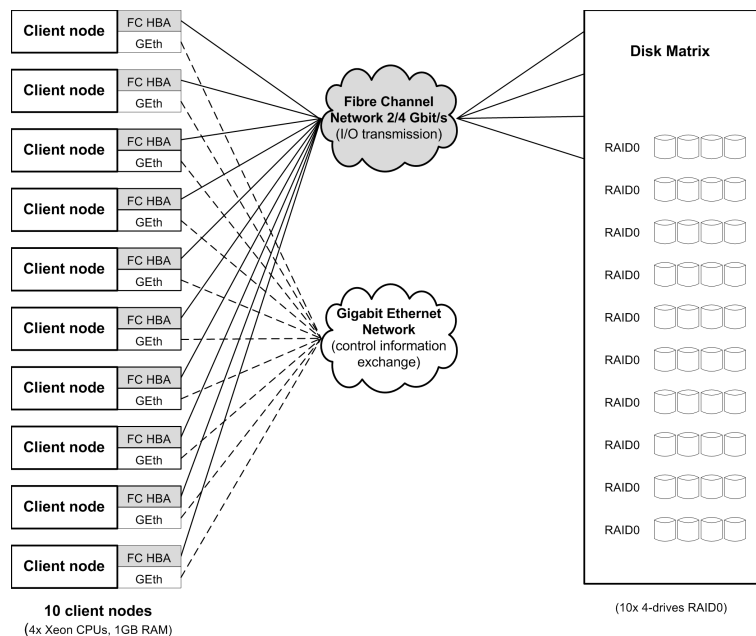 Client node
FC HBA
GEth
Client node
FC HBA
GEth
Client node
FC HBA
GEth
Client node
FC HBA
GEth
Client node
FC HBA
GEth
Client node
FC HBA
GEth
Client node
FC HBA
GEth
Client node
FC HBA
GEth
Client node
FC HBA
GEth
Client node
FC HBA
GEth
10 client nodes
(4x Xeon CPUs, 1GB RAM)
Fibre Channel
Network 2/4 Gbit/s
(I/O transmission)
Gigabit Ethernet
Network
(control information
exchange)
Disk Matrix
RAID0
RAID0
RAID0
RAID0
RAID0
RAID0
RAID0
RAID0
RAID0
RAID0
(10x 4-drives RAID0)